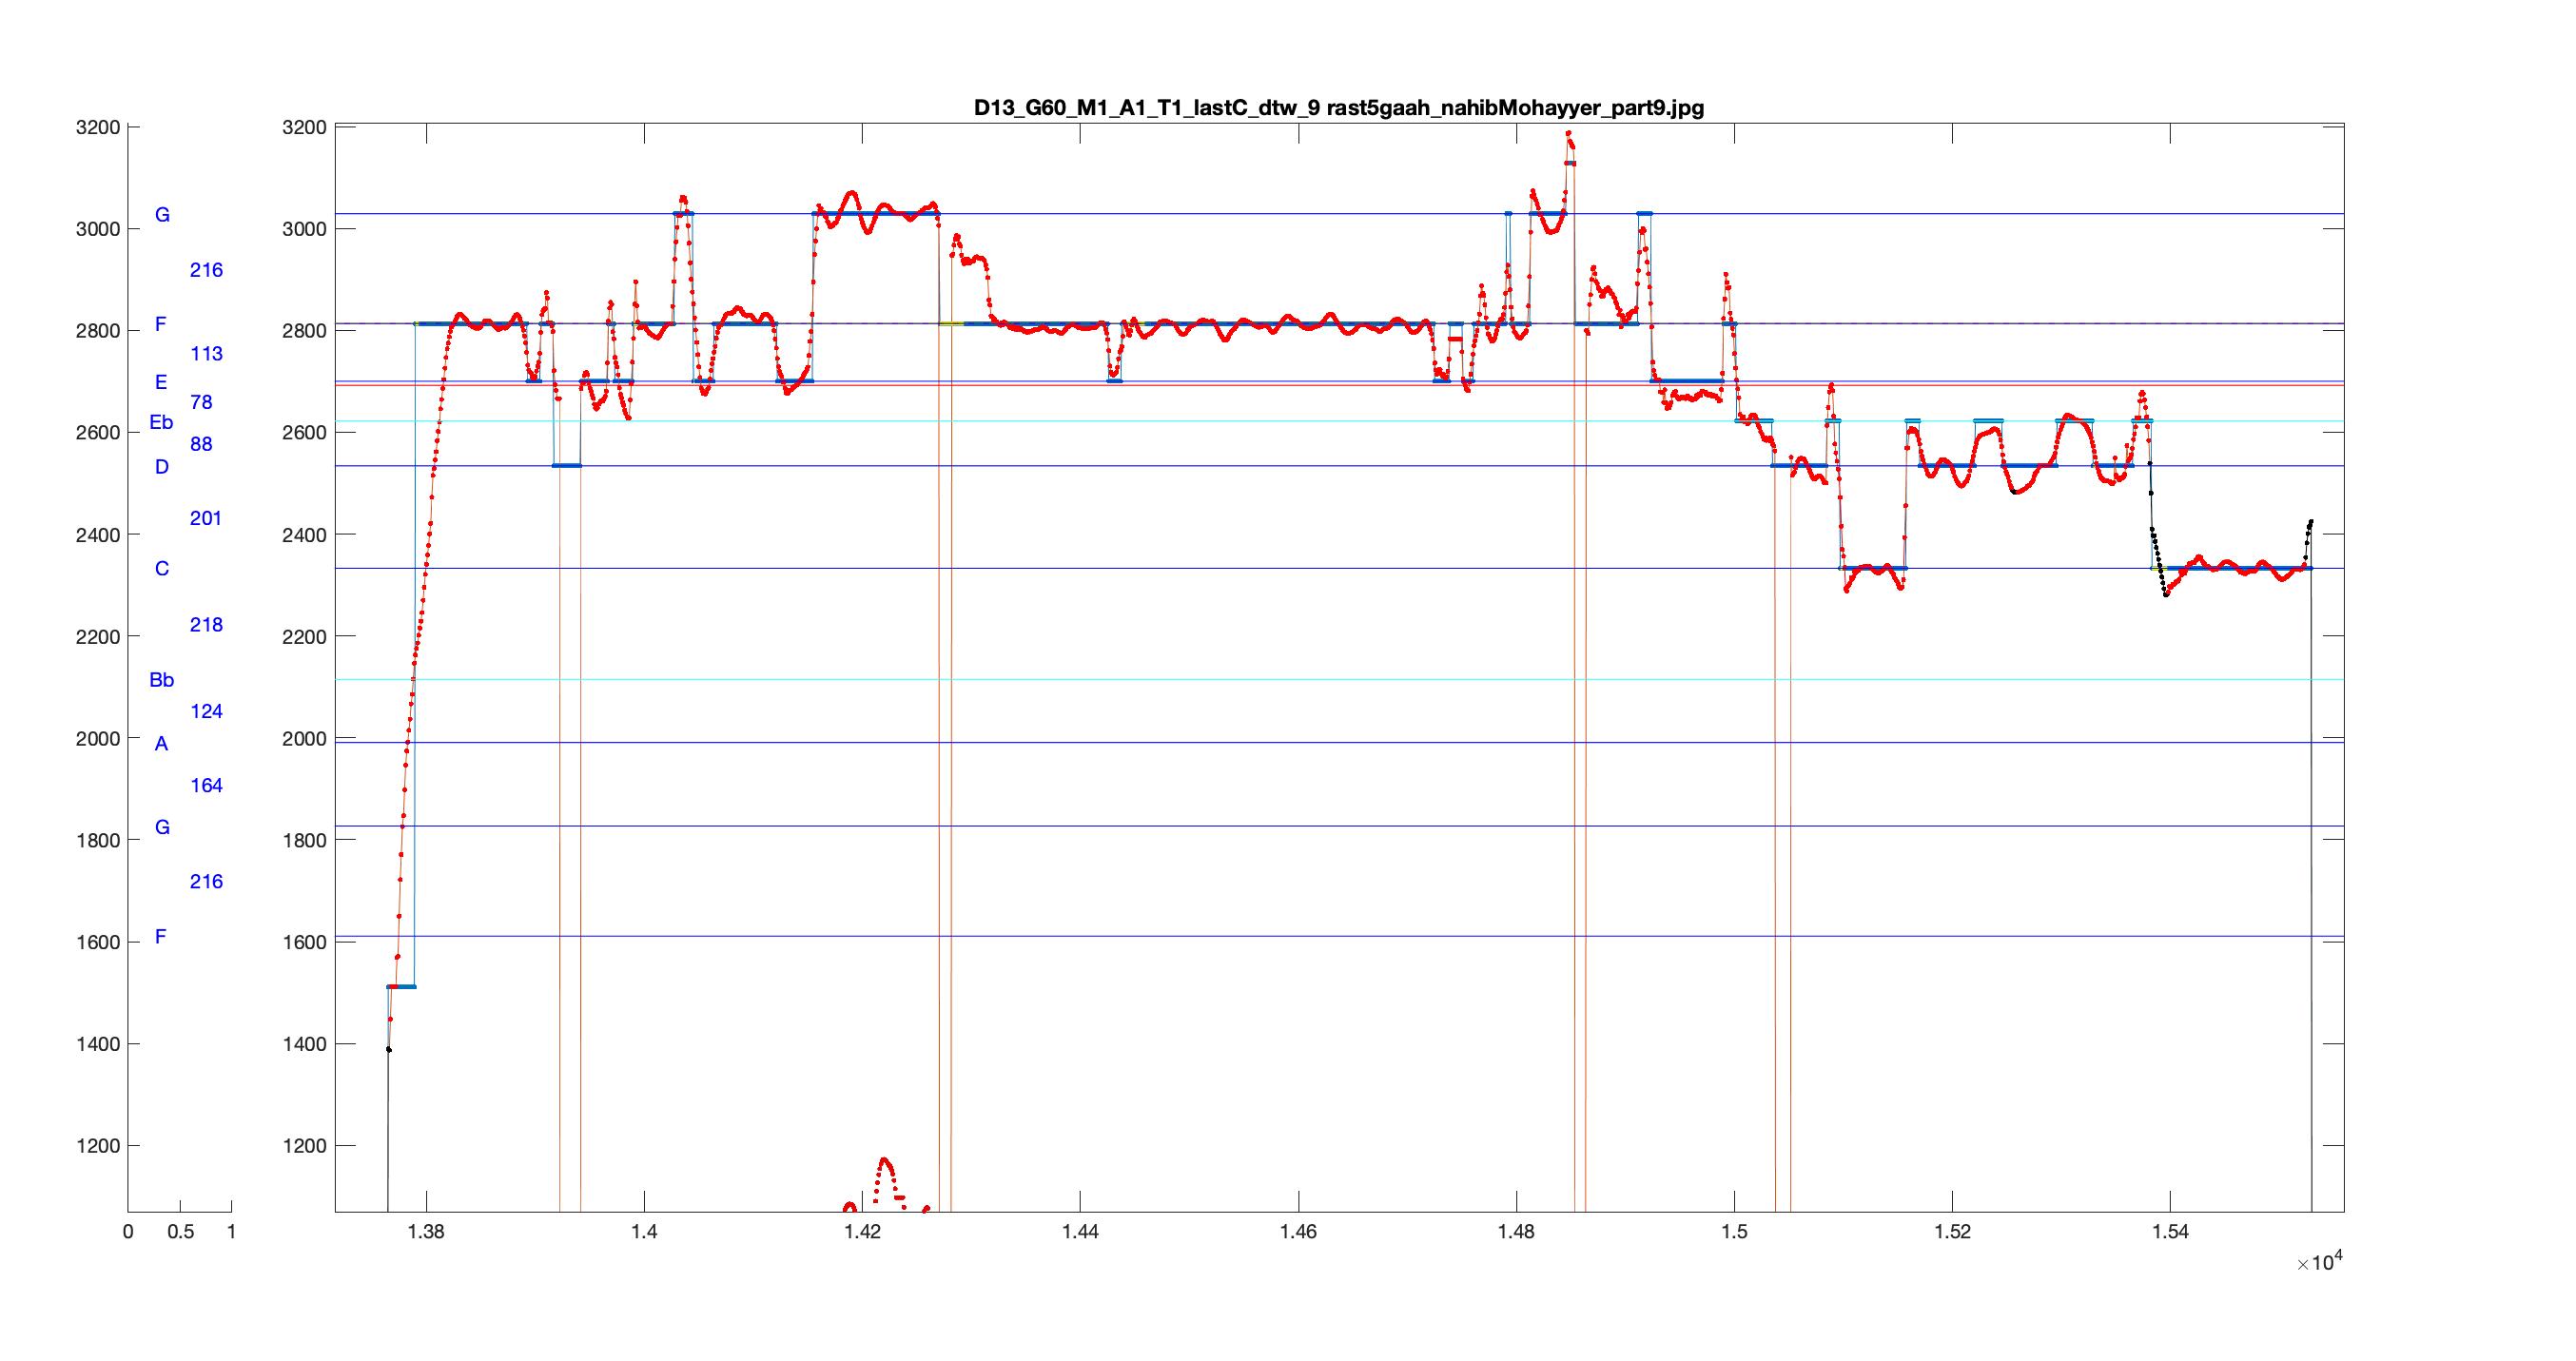 D13_G60_M1_A1_T1_lastC_dtw_9 rast5gaah_nahibMohayyer_part9.jpg
3200 3200
G
3000 3000
216
2800 F 2800
113
E
78
2600 Eb 2600
88
D
201
2400 2400
C
218
2200 2200
Bb
124
2000 A 2000
164
1800 G 1800
216
1600 F 1600
1400 1400
1200 1200
0 0.5 1 1.38 1.4 1.42 1.44 1.46 1.48 1.5 1.52 1.54
×10⁴